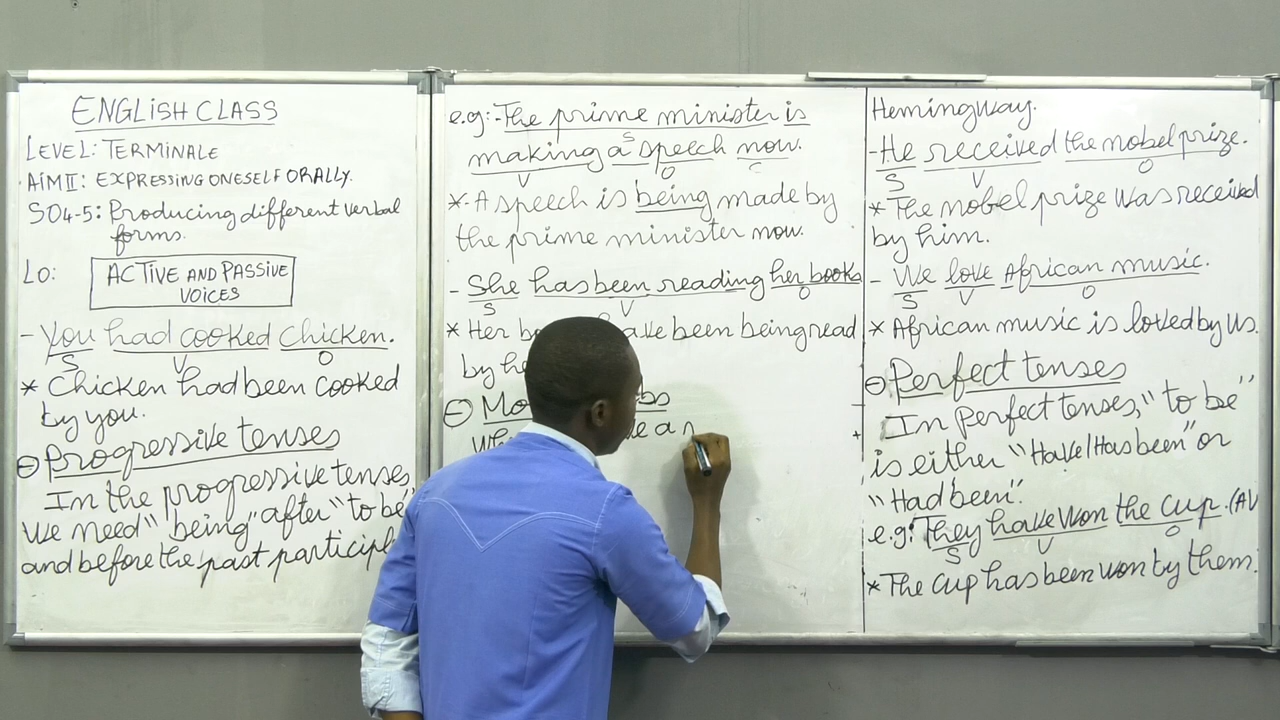 ENGLISH CLASS
LEVEL: TERMINALE
AIM II: EXPRESSING ONESELF ORALLY.
SO4-5: Producing different verbal
forms.
LO: ACTIVE AND PASSIVE
VOICES
- You had cooked chicken.
S V O
* Chicken had been cooked
by you.
⊖ Progressive tenses
In the progressive tenses,
We need "being" after "to be"
and before the past
e.g:- The prime minister is
S
making a speech now.
V O C
*- A speech is being made by
the prime minister now.
- She has been reading her books
S V O
* Her have been being read
by
⊖
a
Hemingway.
- He received the nobel prize.
S V O
* The nobel prize was received
by him.
- We love African music.
S V O
* African music is loved by us.
⊖ Perfect tenses
In Perfect tenses, "to be"
is either "Have/Has been" or
"Had been".
e.g: They have won the cup. (AV
S V O
* The cup has been won by them.